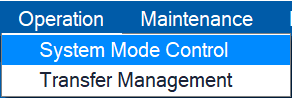 Operation Maintenance
System Mode Control
Transfer Management